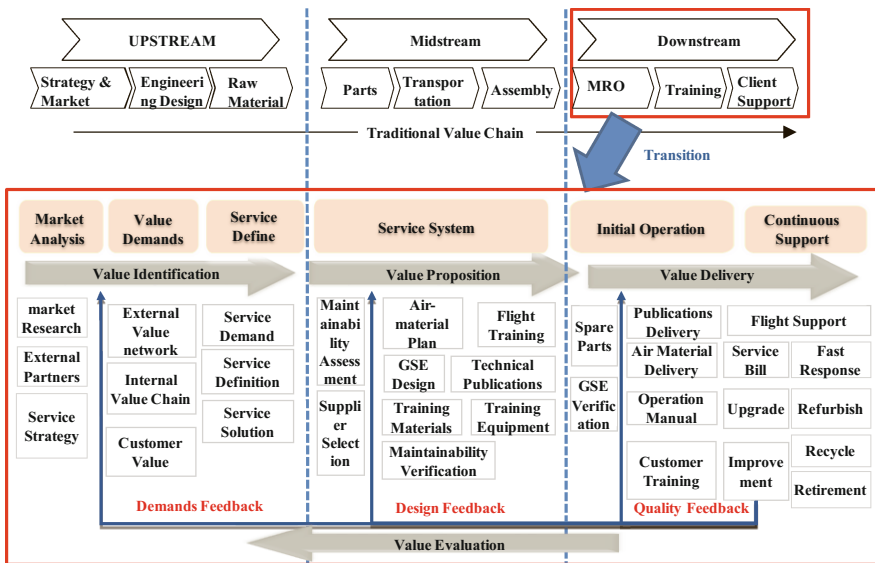 UPSTREAM
Midstream
Downstream
Strategy &
Market
Engineeri
ng Design
Raw
Material
Parts
Transpor
tation
Assembly
MRO
Training
Client
Support
Traditional Value Chain
Transition
Market
Analysis
Value
Demands
Service
Define
Service System
Initial Operation
Continuous
Support
Value Identification
Value Proposition
Value Delivery
market
Research
External
Partners
Service
Strategy
External
Value
network
Internal
Value Chain
Customer
Value
Service
Demand
Service
Definition
Service
Solution
Maint
ainabi
lity
Assess
ment
Suppli
er
Select
ion
Air-
material
Plan
Flight
Training
GSE
Design
Technical
Publications
Training
Materials
Training
Equipment
Maintainability
Verification
Spare
Parts
GSE
Verific
ation
Publications
Delivery
Air Material
Delivery
Operation
Manual
Customer
Training
Flight Support
Service
Bill
Fast
Response
Upgrade
Refurbish
Improve
ment
Recycle
Retirement
Demands Feedback
Design Feedback
Quality Feedback
Value Evaluation